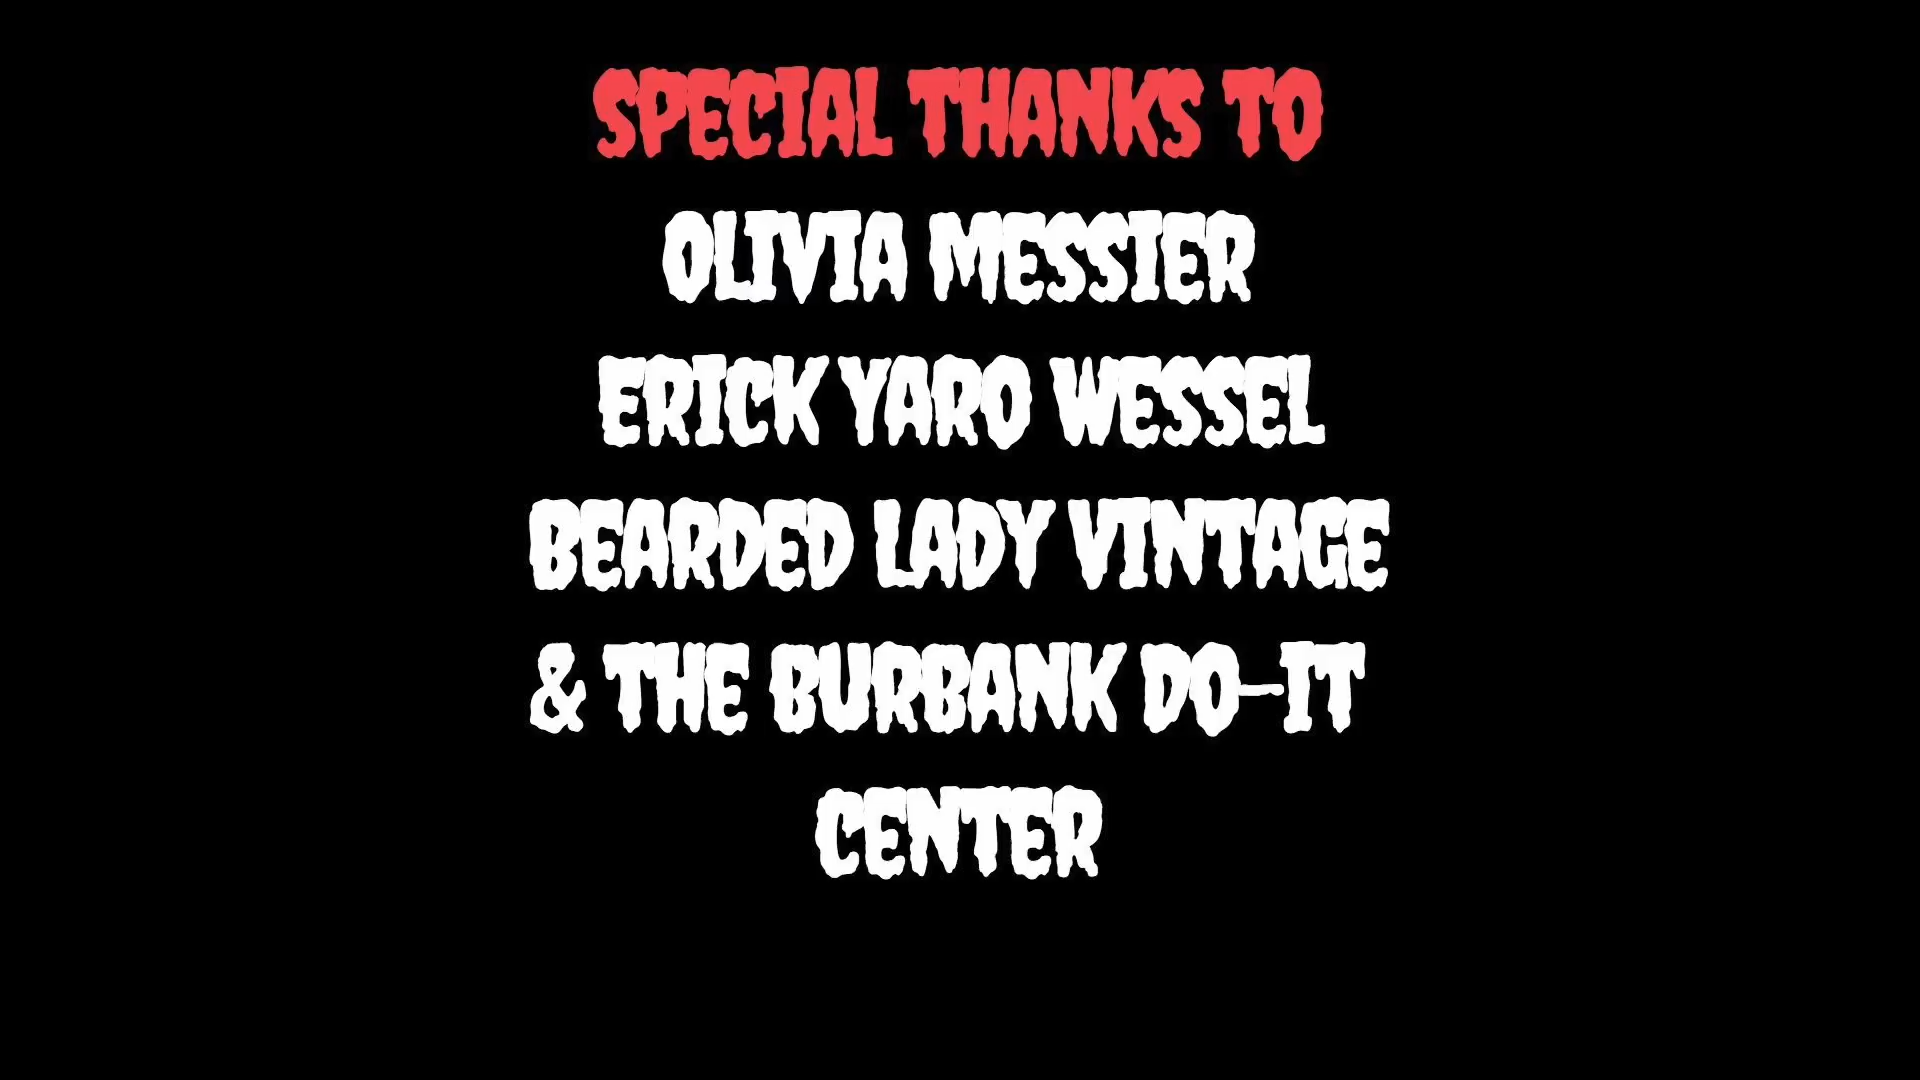 SPECIAL THANKS TO
OLIVIA MESSIER
ERICK YARO WESSEL
BEARDED LADY VINTAGE
& THE BURBANK DO-IT
CENTER